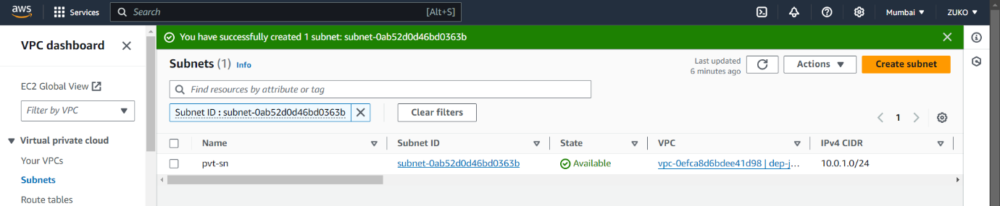 aws Services Search [Alt+S] Mumbai ▼ ZUKO ▼
VPC dashboard
EC2 Global View
Filter by VPC
Virtual private cloud
Your VPCs
Subnets
Route tables
You have successfully created 1 subnet: subnet-0ab52d0d46bd0363b
Subnets (1) Info
Last updated
6 minutes ago
Actions ▼ Create subnet
Find resources by attribute or tag
Subnet ID : subnet-0ab52d0d46bd0363b Clear filters
1
Name Subnet ID State VPC IPv4 CIDR
pvt-sn subnet-0ab52d0d46bd0363b Available vpc-0efca8d6bdee41d98 | dep-j... 10.0.1.0/24